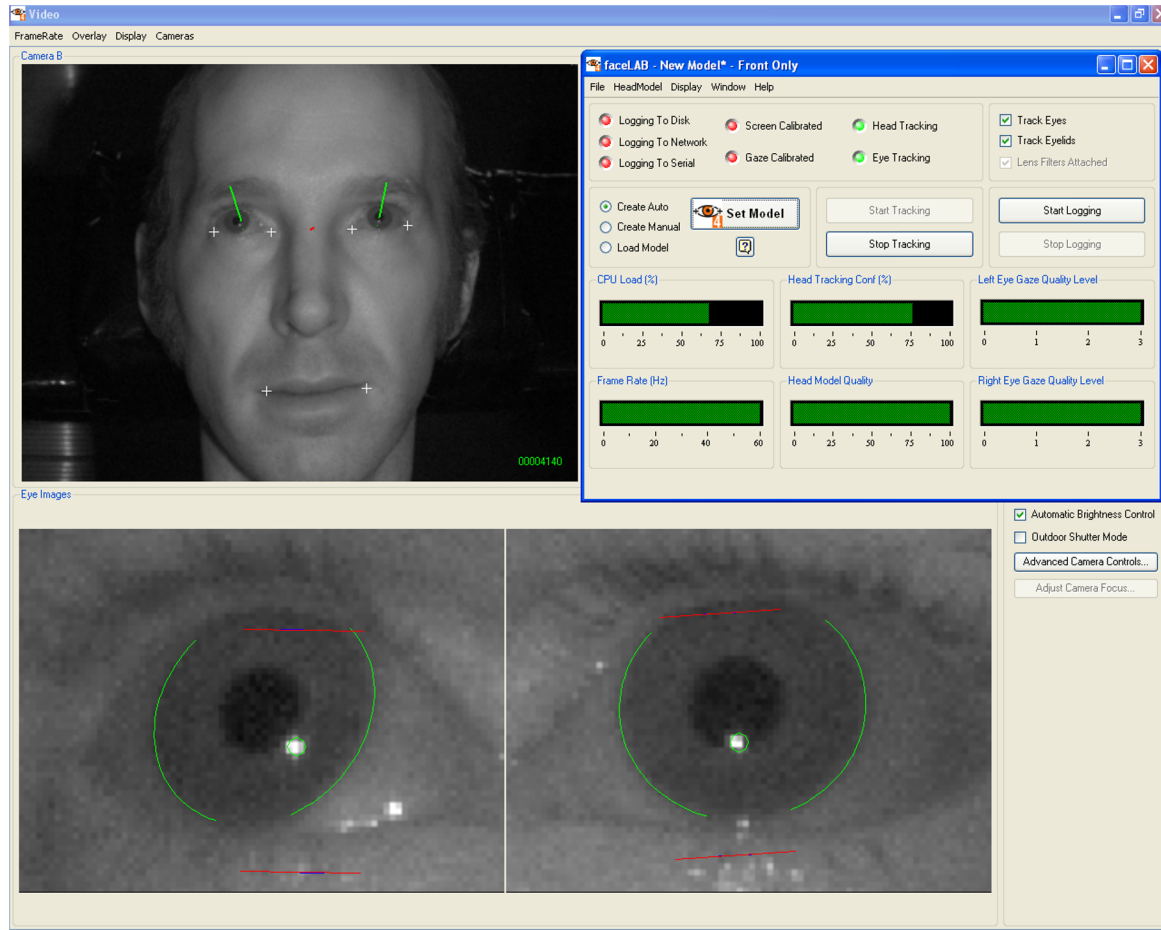 Video
FrameRate Overlay Display Cameras
Camera B
00004140
faceLAB - New Model* - Front Only
File HeadModel Display Window Help
Logging To Disk
Logging To Network
Logging To Serial
Screen Calibrated
Gaze Calibrated
Head Tracking
Eye Tracking
Track Eyes
Track Eyelids
Lens Filters Attached
Create Auto
Create Manual
Load Model
4
Set Model
?
Start Tracking
Stop Tracking
Start Logging
Stop Logging
CPU Load (%)
0 25 50 75 100
Head Tracking Conf (%)
0 25 50 75 100
Left Eye Gaze Quality Level
0 1 2 3
Frame Rate (Hz)
0 20 40 60
Head Model Quality
0 25 50 75 100
Right Eye Gaze Quality Level
0 1 2 3
Eye Images
Automatic Brightness Control
Outdoor Shutter Mode
Advanced Camera Controls...
Adjust Camera Focus...